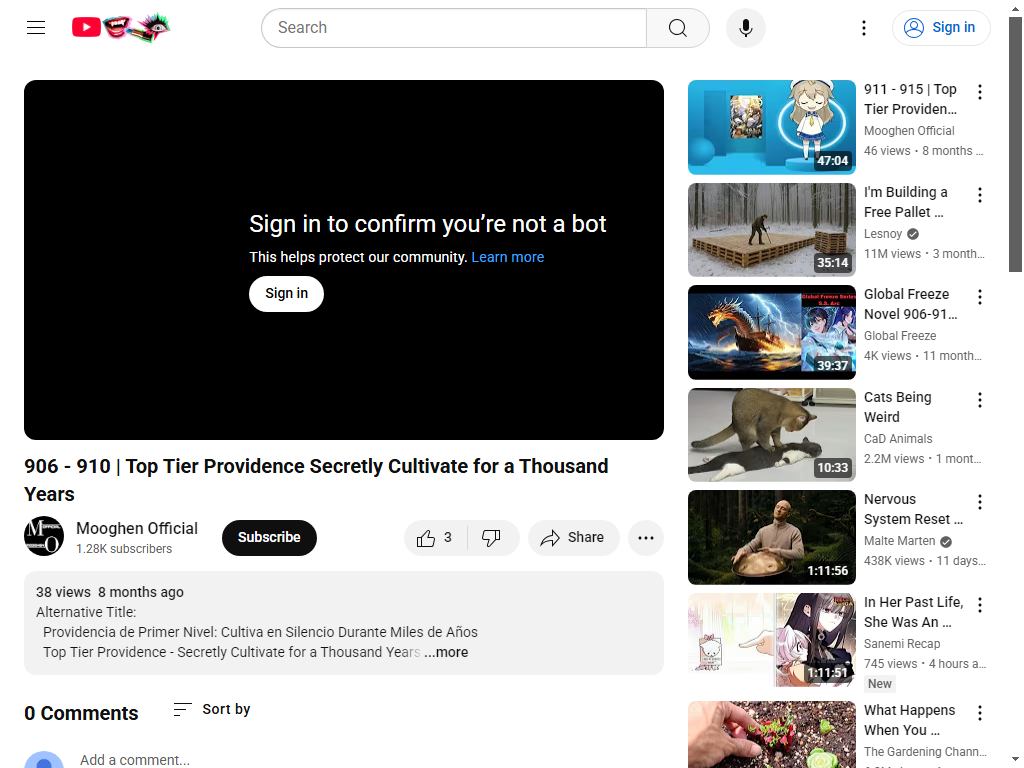 Search
Sign in
Sign in to confirm you're not a bot
This helps protect our community. Learn more
Sign in
906 - 910 | Top Tier Providence Secretly Cultivate for a Thousand
Years
Mooghen Official
1.28K subscribers
Subscribe
3
Share
38 views 8 months ago
Alternative Title:
Providencia de Primer Nivel: Cultiva en Silencio Durante Miles de Años
Top Tier Providence - Secretly Cultivate for a Thousand Years ...more
0 Comments
Sort by
Add a comment...
47:04
911 - 915 | Top
Tier Providen...
Mooghen Official
46 views • 8 months ...
35:14
I'm Building a
Free Pallet ...
Lesnoy
11M views • 3 month...
Global Freeze Series
S.S. Arc
39:37
Global Freeze
Novel 906-91...
Global Freeze
4K views • 11 month...
10:33
Cats Being
Weird
CaD Animals
2.2M views • 1 mont...
1:11:56
Nervous
System Reset ...
Malte Marten
438K views • 11 days...
1:11:51
In Her Past Life,
She Was An ...
Sanemi Recap
745 views • 4 hours a...
New
What Happens
When You ...
The Gardening Chann...